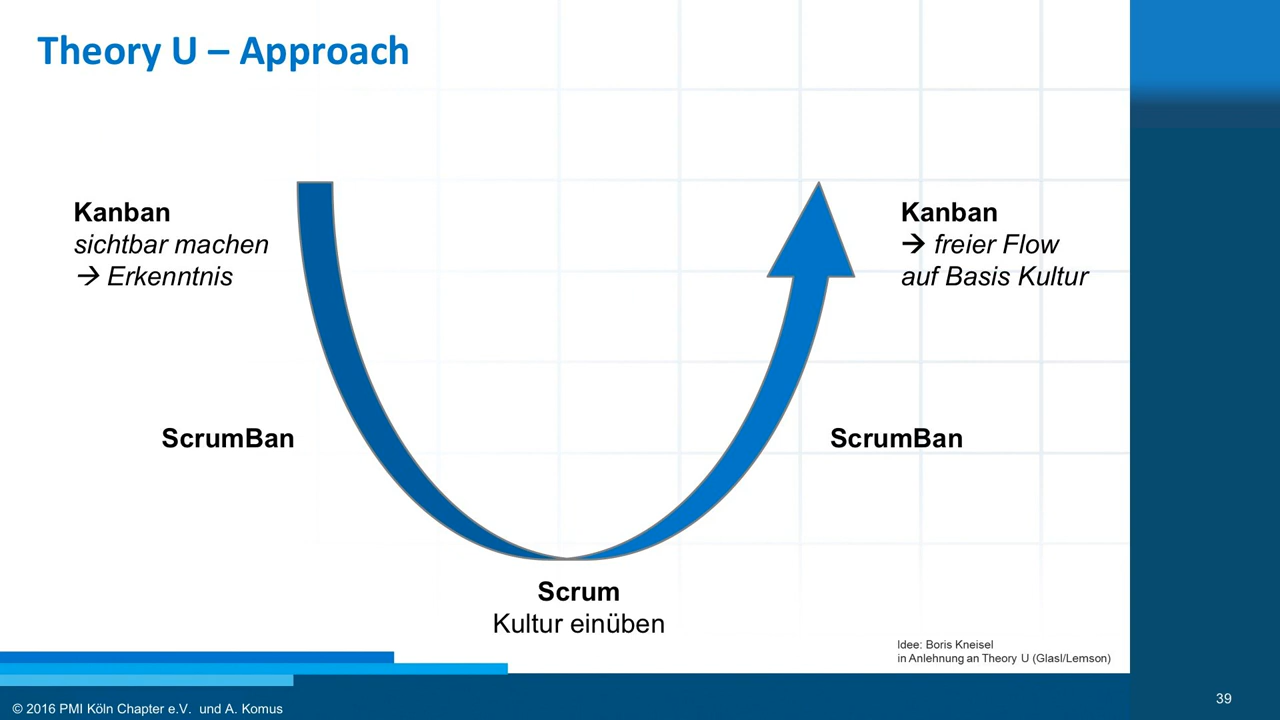 Theory U – Approach
Kanban
sichtbar machen
→ Erkenntnis
Kanban
→ freier Flow
auf Basis Kultur
ScrumBan
ScrumBan
Scrum
Kultur einüben
Idee: Boris Kneisel
in Anlehnung an Theory U (Glasl/Lemson)
© 2016 PMI Köln Chapter e.V. und A. Komus
39